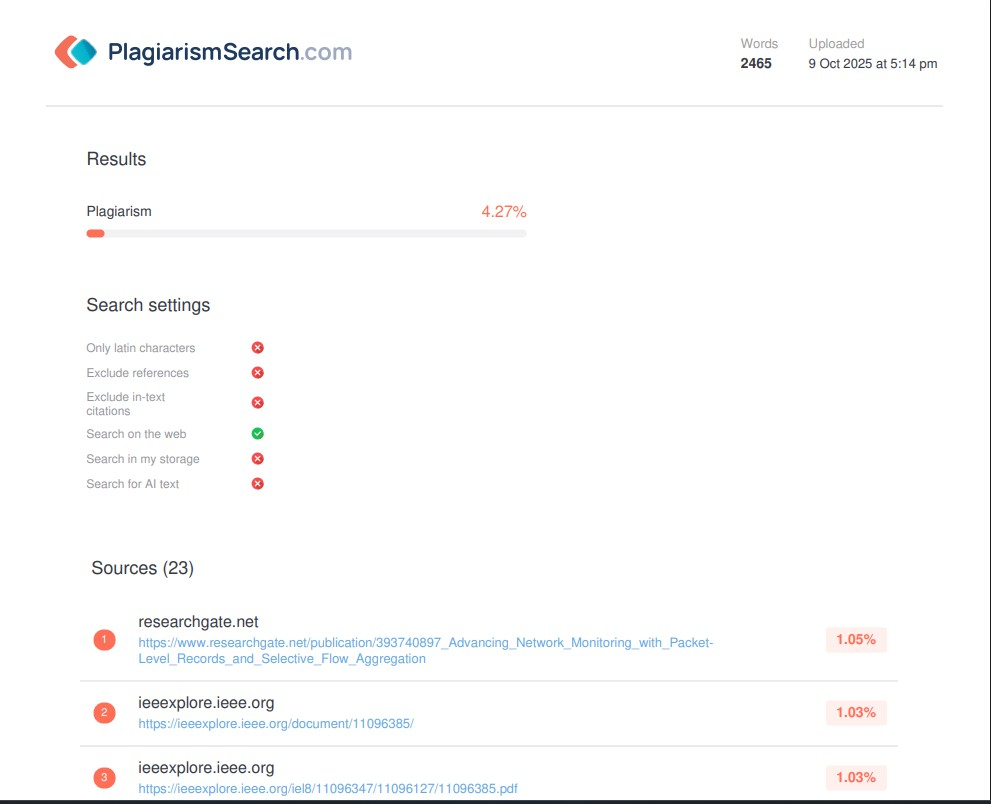 PlagiarismSearch.com
Words
2465
Uploaded
9 Oct 2025 at 5:14 pm
Results
Plagiarism 4.27%
Search settings
Only latin characters
Exclude references
Exclude in-text
citations
Search on the web
Search in my storage
Search for AI text
Sources (23)
1
researchgate.net
https://www.researchgate.net/publication/393740897_Advancing_Network_Monitoring_with_Packet-
Level_Records_and_Selective_Flow_Aggregation
1.05%
2
ieeexplore.ieee.org
https://ieeexplore.ieee.org/document/11096385/
1.03%
3
ieeexplore.ieee.org
https://ieeexplore.ieee.org/iel8/11096347/11096127/11096385.pdf
1.03%